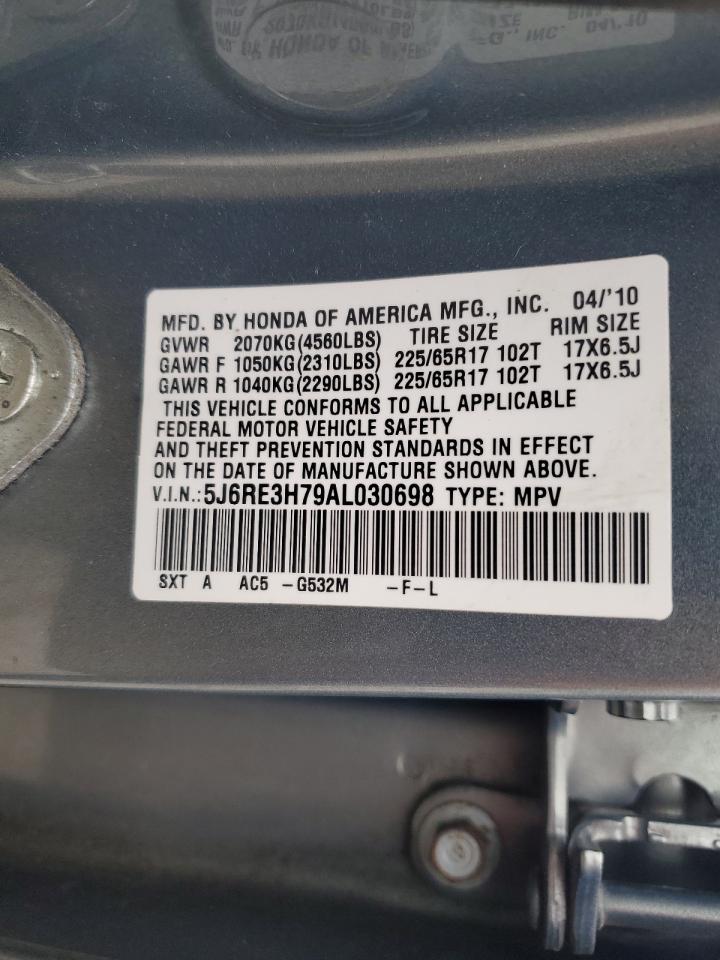 MFD. BY HONDA OF AMERICA MFG., INC. 04/'10
GVWR 2070KG(4560LBS) TIRE SIZE RIM SIZE
GAWR F 1050KG(2310LBS) 225/65R17 102T 17X6.5J
GAWR R 1040KG(2290LBS) 225/65R17 102T 17X6.5J
THIS VEHICLE CONFORMS TO ALL APPLICABLE
FEDERAL MOTOR VEHICLE SAFETY
AND THEFT PREVENTION STANDARDS IN EFFECT
ON THE DATE OF MANUFACTURE SHOWN ABOVE.
V.I.N.: 5J6RE3H79AL030698 TYPE: MPV
SXT A AC5 -G532M -F-L